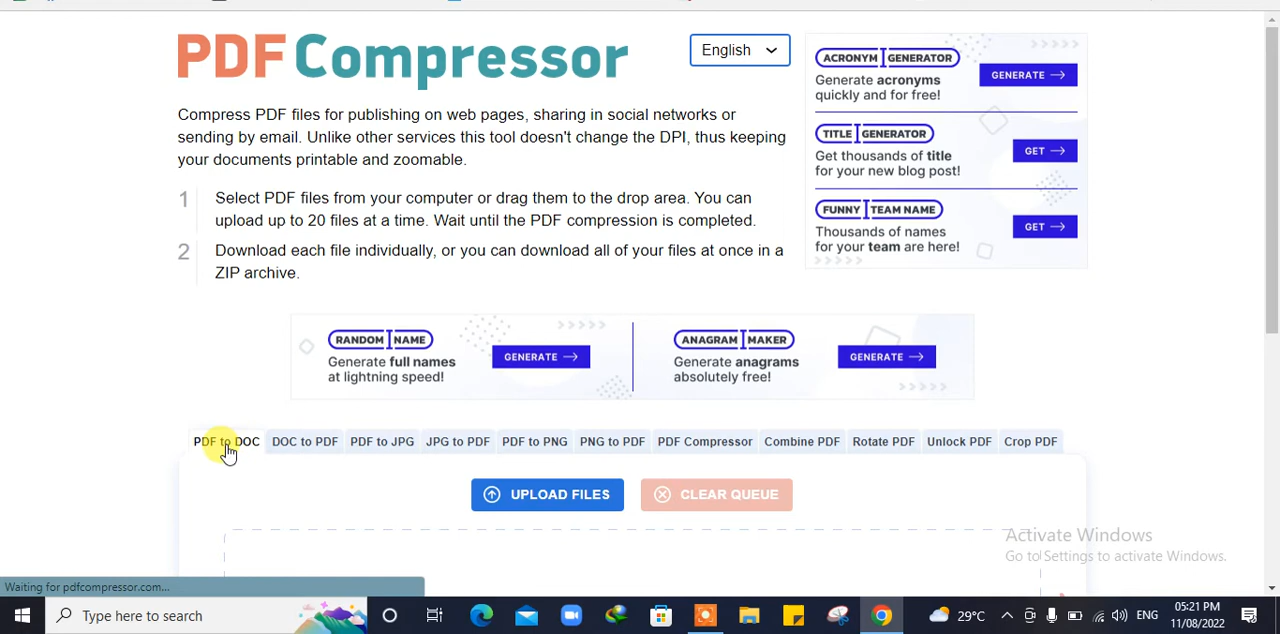 PDF Compressor
English
Compress PDF files for publishing on web pages, sharing in social networks or
sending by email. Unlike other services this tool doesn't change the DPI, thus keeping
your documents printable and zoomable.
1 Select PDF files from your computer or drag them to the drop area. You can
upload up to 20 files at a time. Wait until the PDF compression is completed.
2 Download each file individually, or you can download all of your files at once in a
ZIP archive.
ACRONYM GENERATOR
Generate acronyms
quickly and for free!
GENERATE
TITLE GENERATOR
Get thousands of title
for your new blog post!
GET
FUNNY TEAM NAME
Thousands of names
for your team are here!
GET
RANDOM NAME
Generate full names
at lightning speed!
GENERATE
ANAGRAM MAKER
Generate anagrams
absolutely free!
GENERATE
PDF to DOC DOC to PDF PDF to JPG JPG to PDF PDF to PNG PNG to PDF PDF Compressor Combine PDF Rotate PDF Unlock PDF Crop PDF
UPLOAD FILES CLEAR QUEUE
Activate Windows
Go to Settings to activate Windows.
Waiting for pdfcompressor.com...
Type here to search
29°C
ENG
05:21 PM
11/08/2022